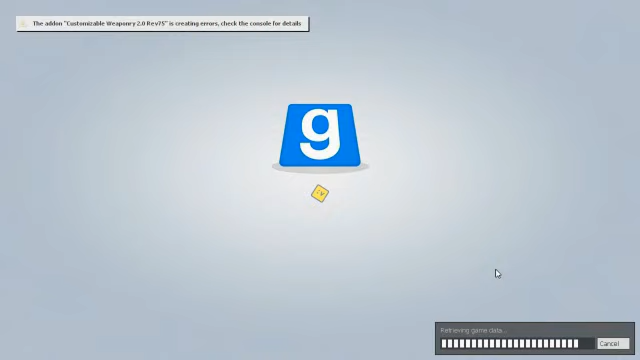 The addon "Customizable Weaponry 2.0 Rev75" is creating errors, check the console for details
g
Retrieving game data...
Cancel